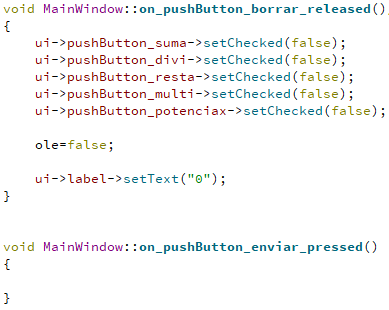 void MainWindow::on_pushButton_borrar_released()
{
    ui->pushButton_suma->setChecked(false);
    ui->pushButton_divi->setChecked(false);
    ui->pushButton_resta->setChecked(false);
    ui->pushButton_multi->setChecked(false);
    ui->pushButton_potenciax->setChecked(false);

    ole=false;

    ui->label->setText("0");
}


void MainWindow::on_pushButton_enviar_pressed()
{

}